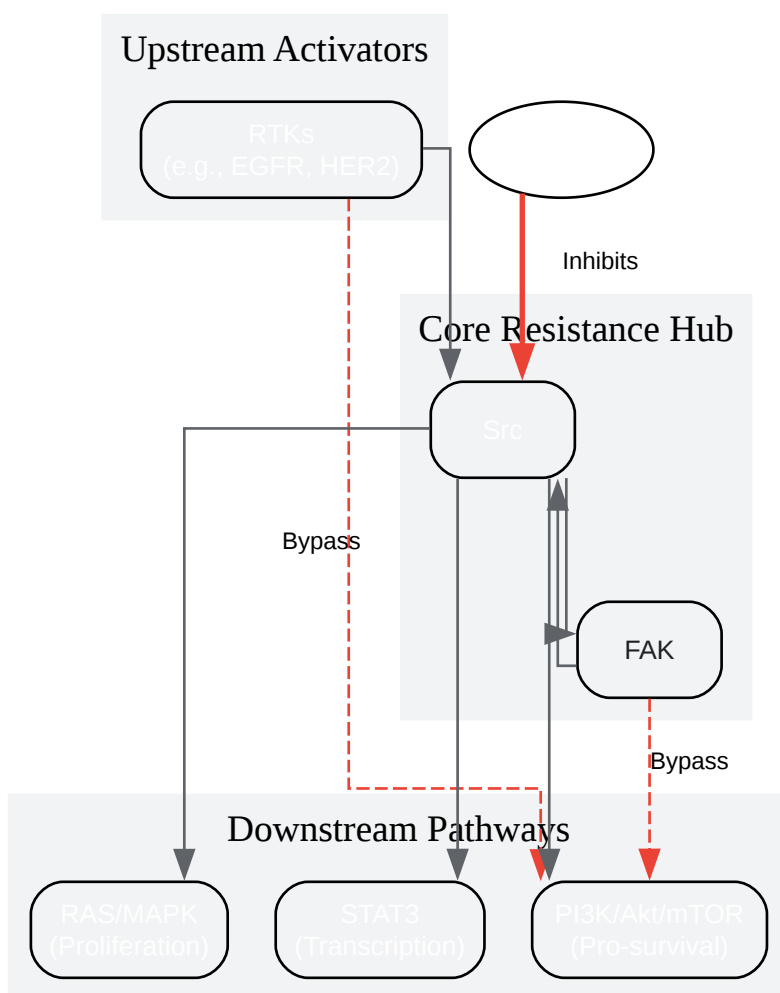 Upstream Activators
RTKs
(e.g., EGFR, HER2)
Inhibits
Core Resistance Hub
Src
Bypass
FAK
Bypass
Downstream Pathways
RAS/MAPK
(Proliferation)
STAT3
(Transcription)
PI3K/Akt/mTOR
(Pro-survival)